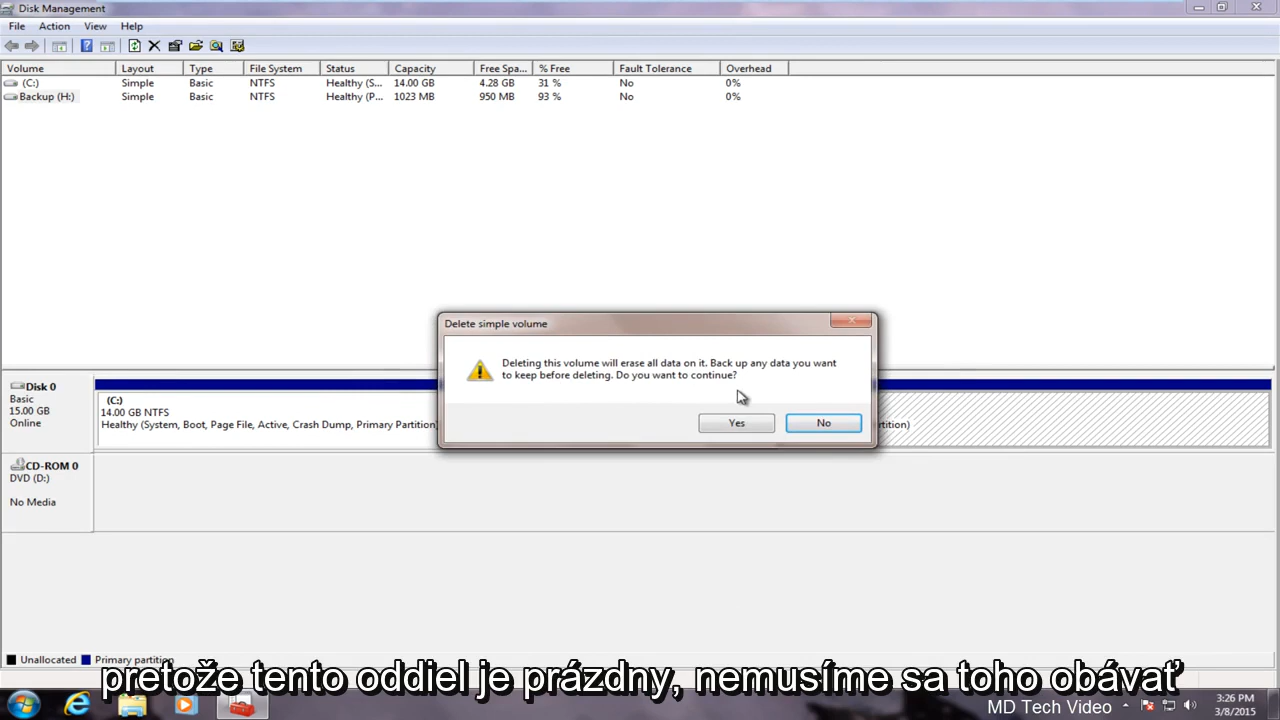 Disk Management
File Action View Help
Volume Layout Type File System Status Capacity Free Spa... % Free Fault Tolerance Overhead
(C:) Simple Basic NTFS Healthy (S... 14.00 GB 4.28 GB 31 % No 0%
Backup (H:) Simple Basic NTFS Healthy (P... 1023 MB 950 MB 93 % No 0%
Delete simple volume
Deleting this volume will erase all data on it. Back up any data you want
to keep before deleting. Do you want to continue?
Yes No
Disk 0
Basic
15.00 GB
Online
(C:)
14.00 GB NTFS
Healthy (System, Boot, Page File, Active, Crash Dump, Primary Partition)
CD-ROM 0
DVD (D:)
No Media
Unallocated Primary partition
pretože tento oddiel je prázdny, nemusíme sa toho obávať
MD Tech Video
3:26 PM
3/8/2015